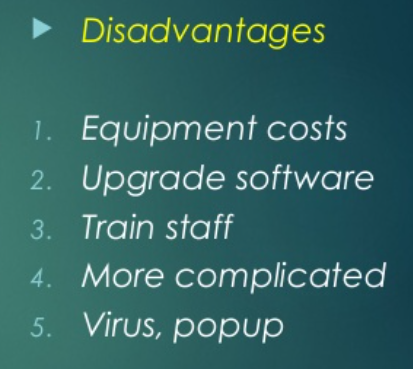 Disadvantages
1. Equipment costs
2. Upgrade software
3. Train staff
4. More complicated
5. Virus, popup